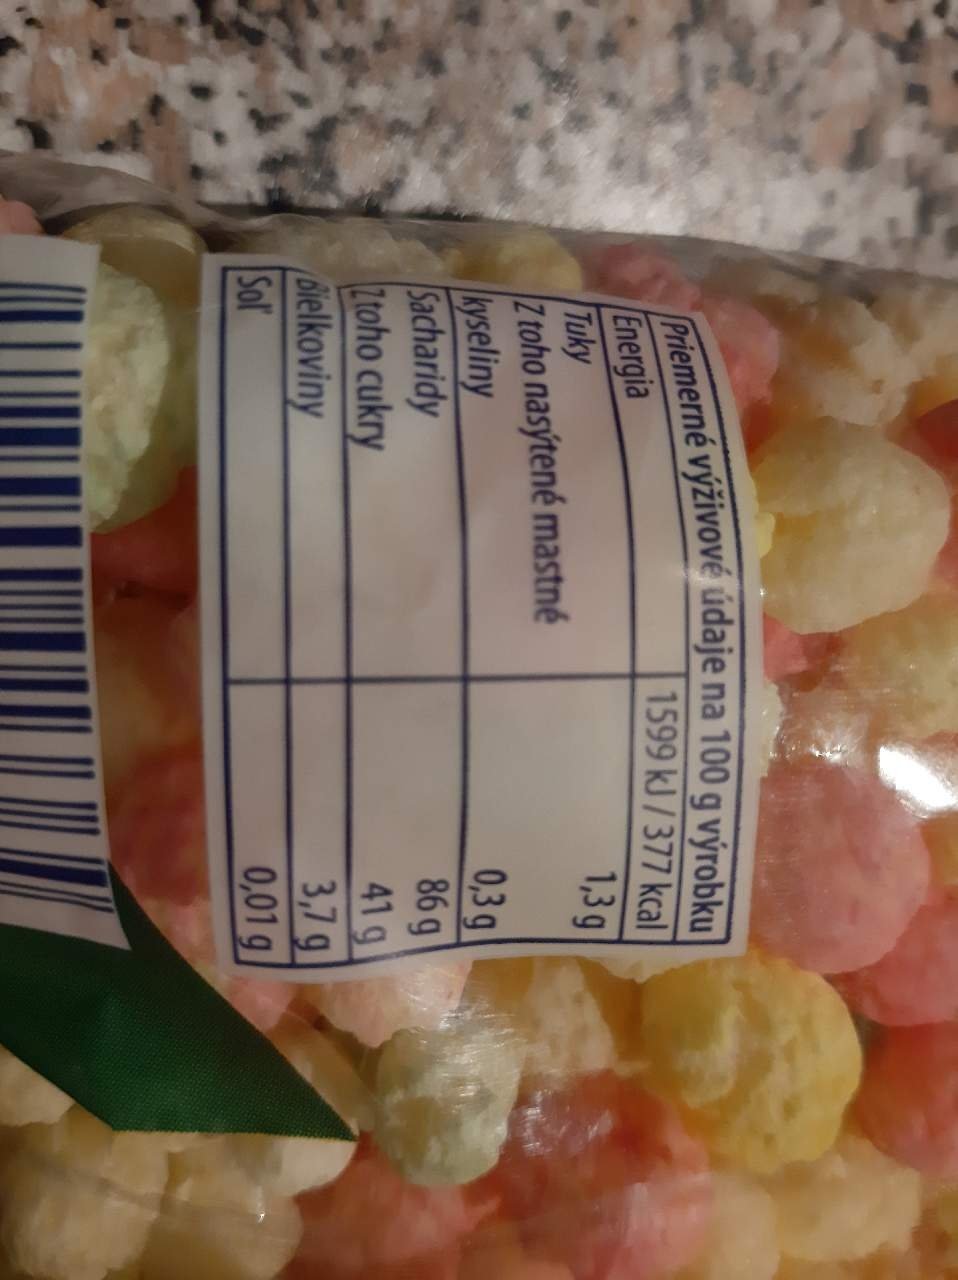 Priemerné výživové údaje na 100 g výrobku
Energia 1599 kJ / 377 kcal
Tuky 1,3 g
Z toho nasýtené mastné
kyseliny 0,3 g
Sacharidy 86 g
Z toho cukry 41 g
Bielkoviny 3,7 g
Soľ 0,01 g